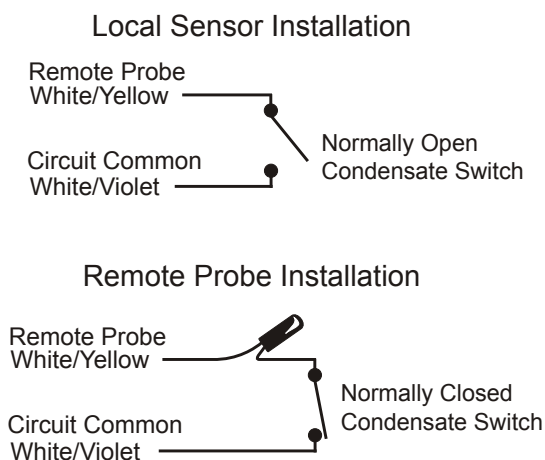 Local Sensor Installation
Remote Probe
White/Yellow
Normally Open
Condensate Switch
Circuit Common
White/Violet
Remote Probe Installation
Remote Probe
White/Yellow
Normally Closed
Condensate Switch
Circuit Common
White/Violet